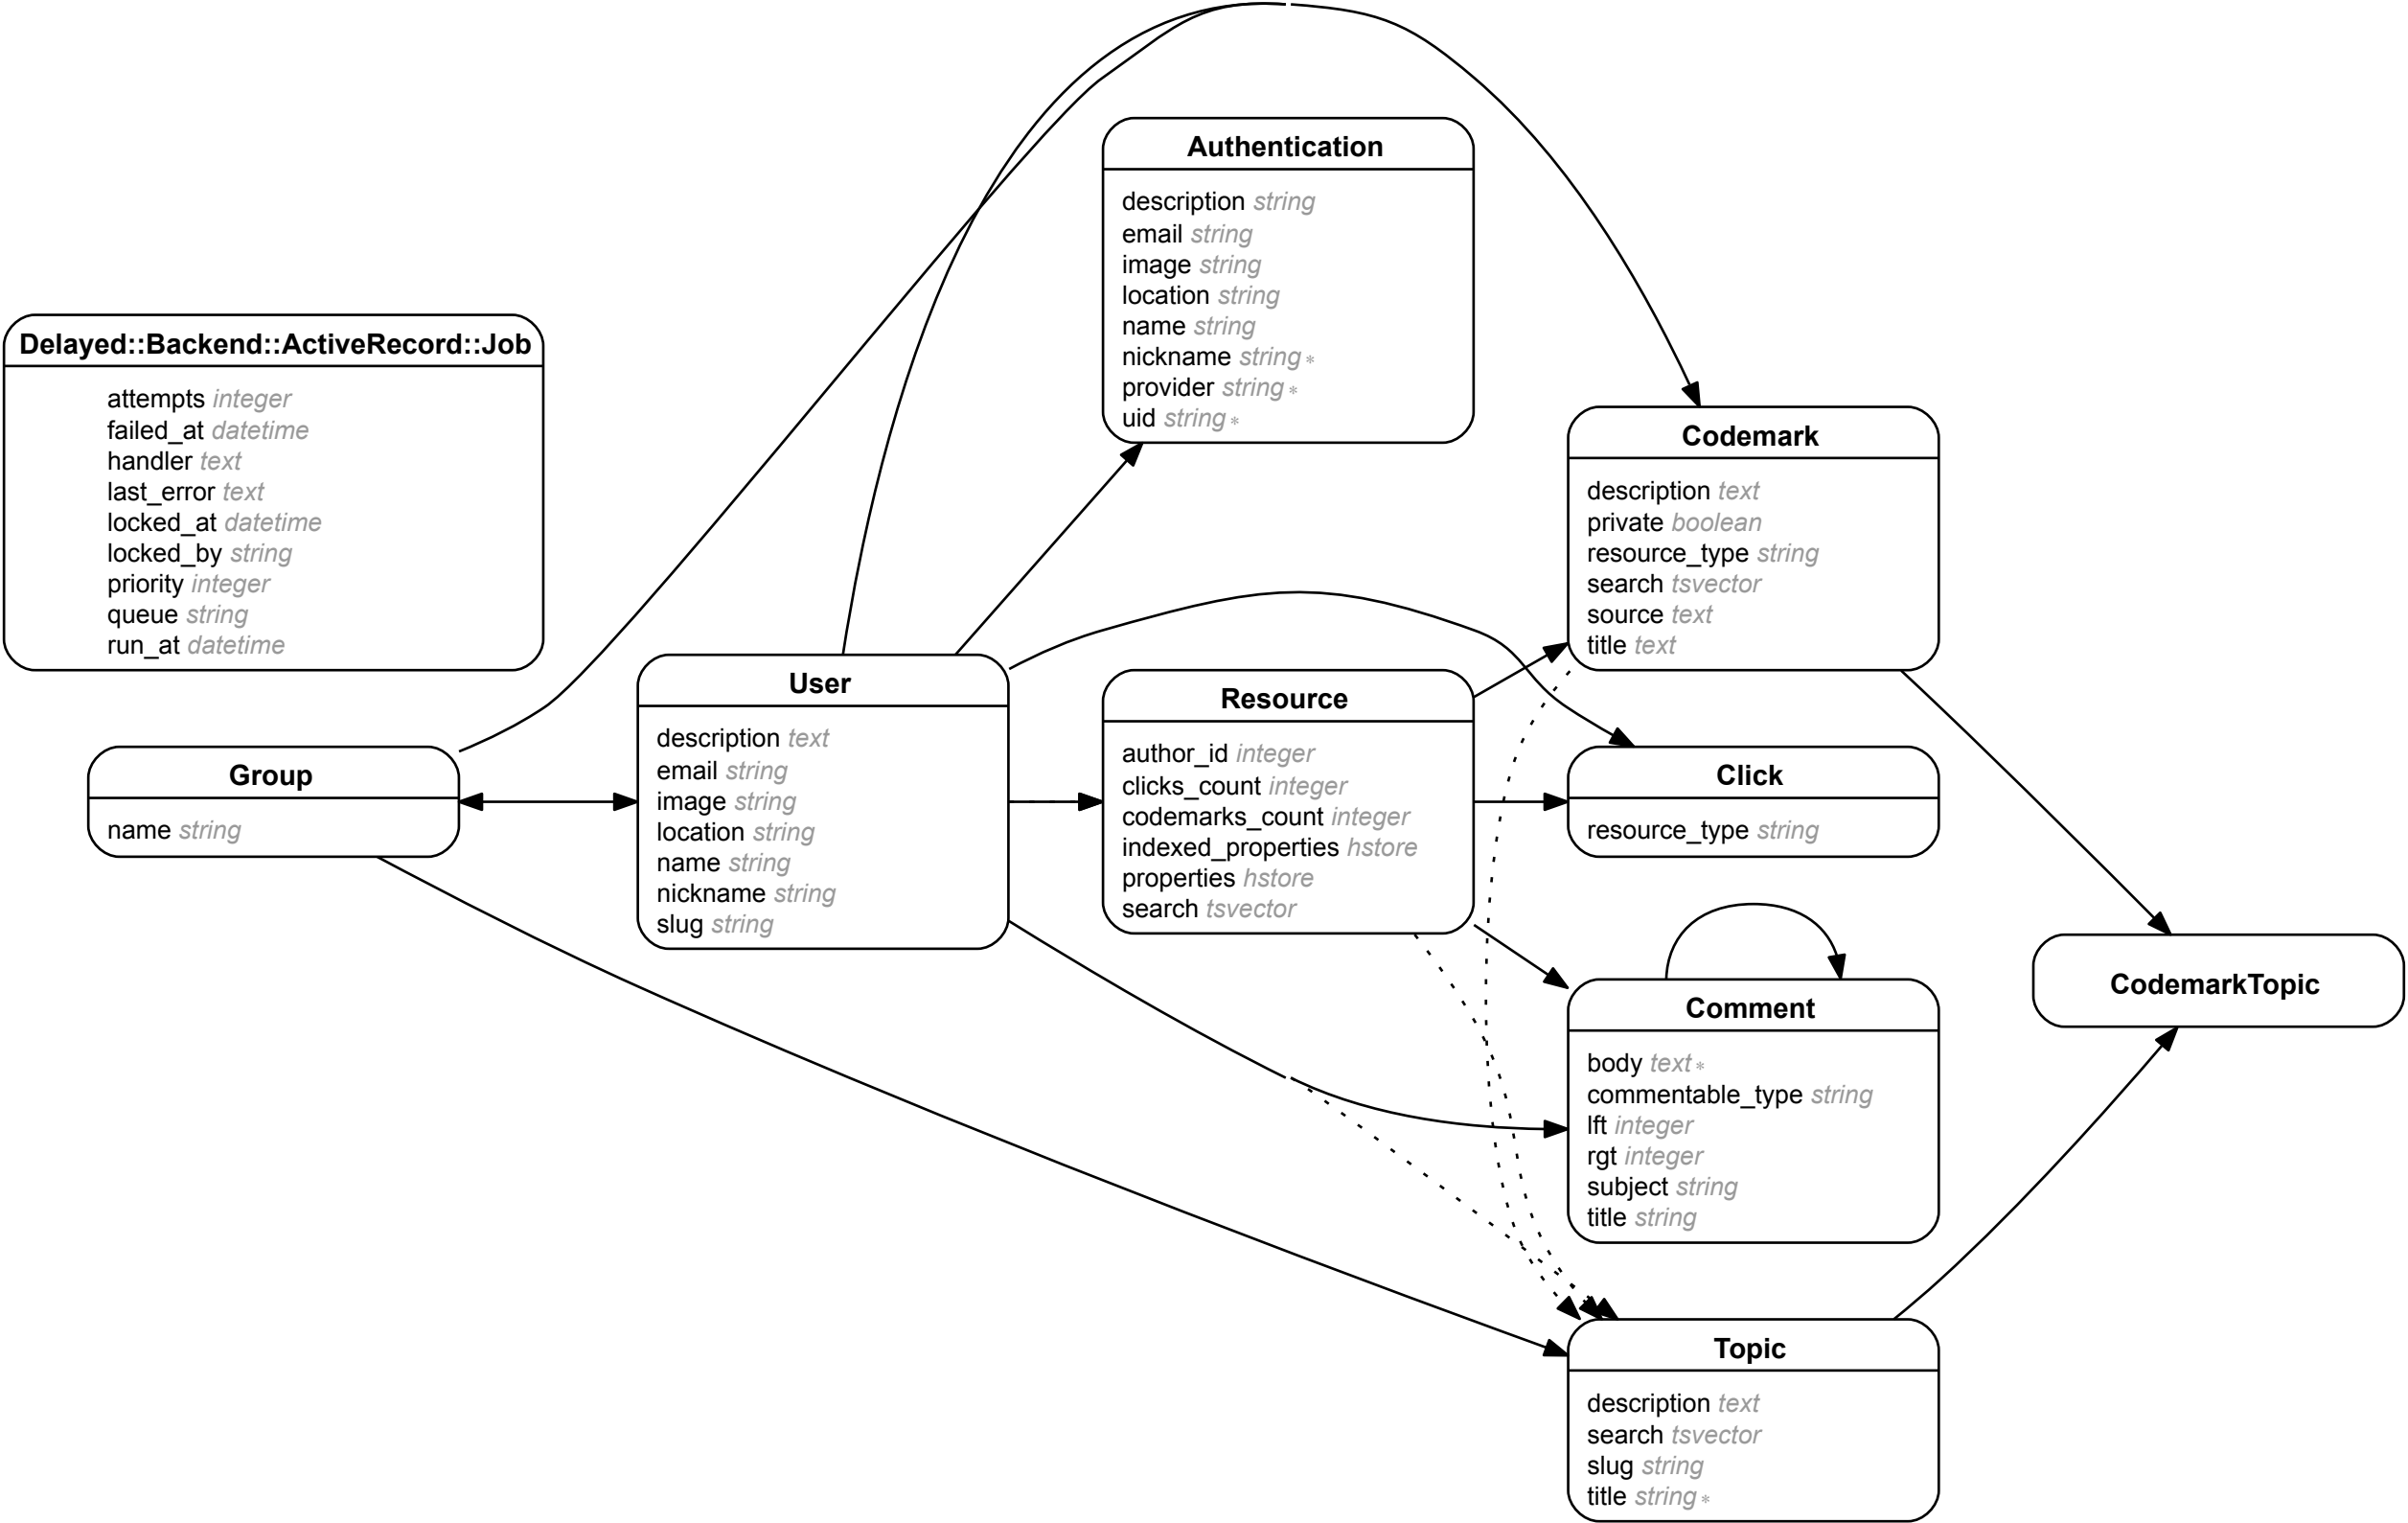 Authentication
description string
email string
image string
location string
name string
nickname string *
provider string *
uid string *
Delayed::Backend::ActiveRecord::Job
attempts integer
failed_at datetime
handler text
last_error text
locked_at datetime
locked_by string
priority integer
queue string
run_at datetime
Codemark
description text
private boolean
resource_type string
search tsvector
source text
title text
User
description text
email string
image string
location string
name string
nickname string
slug string
Resource
author_id integer
clicks_count integer
codemarks_count integer
indexed_properties hstore
properties hstore
search tsvector
Group
name string
Click
resource_type string
Comment
body text *
commentable_type string
lft integer
rgt integer
subject string
title string
CodemarkTopic
Topic
description text
search tsvector
slug string
title string *